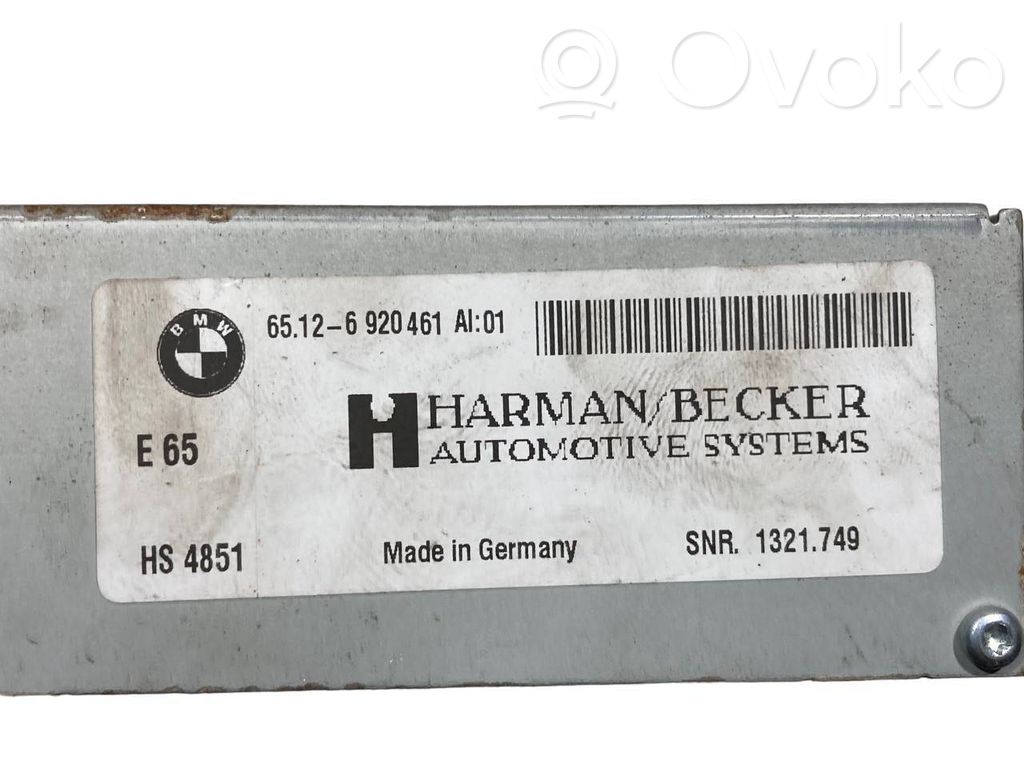 Ovoko
BMW
65.12-6 920461 AI:01
HARMAN/BECKER
AUTOMOTIVE SYSTEMS
E 65
HS 4851
Made in Germany
SNR. 1321.749